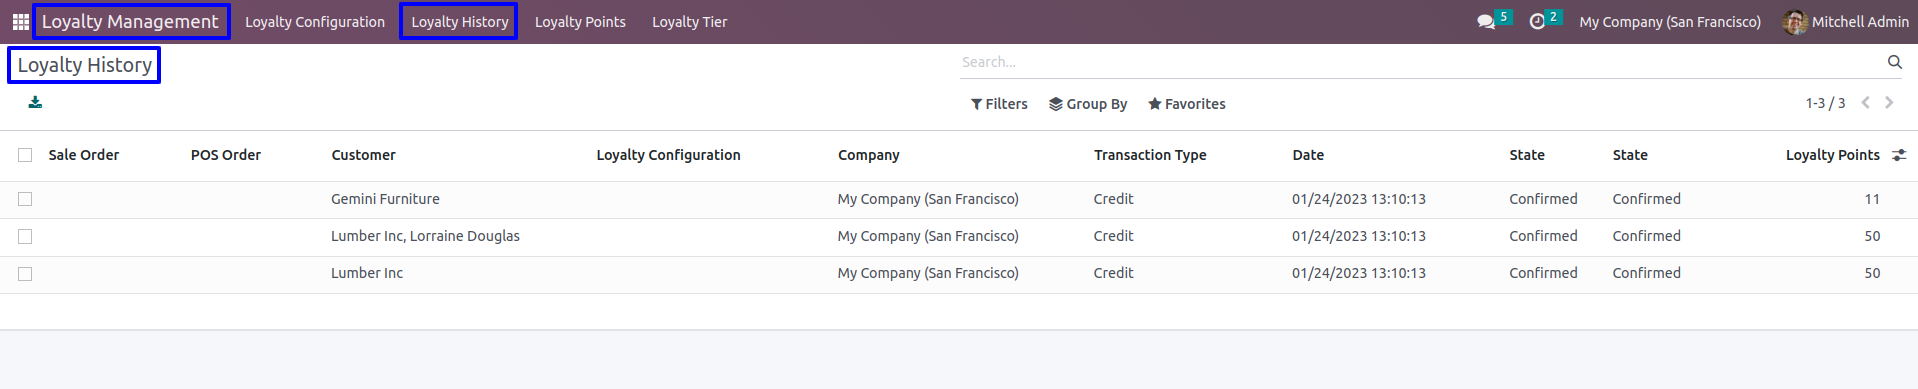 Loyalty Management Loyalty Configuration Loyalty History Loyalty Points Loyalty Tier 5 2 My Company (San Francisco) Mitchell Admin
Loyalty History Search...
Filters Group By Favorites 1-3 / 3
Sale Order POS Order Customer Loyalty Configuration Company Transaction Type Date State State Loyalty Points
Gemini Furniture My Company (San Francisco) Credit 01/24/2023 13:10:13 Confirmed Confirmed 11
Lumber Inc, Lorraine Douglas My Company (San Francisco) Credit 01/24/2023 13:10:13 Confirmed Confirmed 50
Lumber Inc My Company (San Francisco) Credit 01/24/2023 13:10:13 Confirmed Confirmed 50